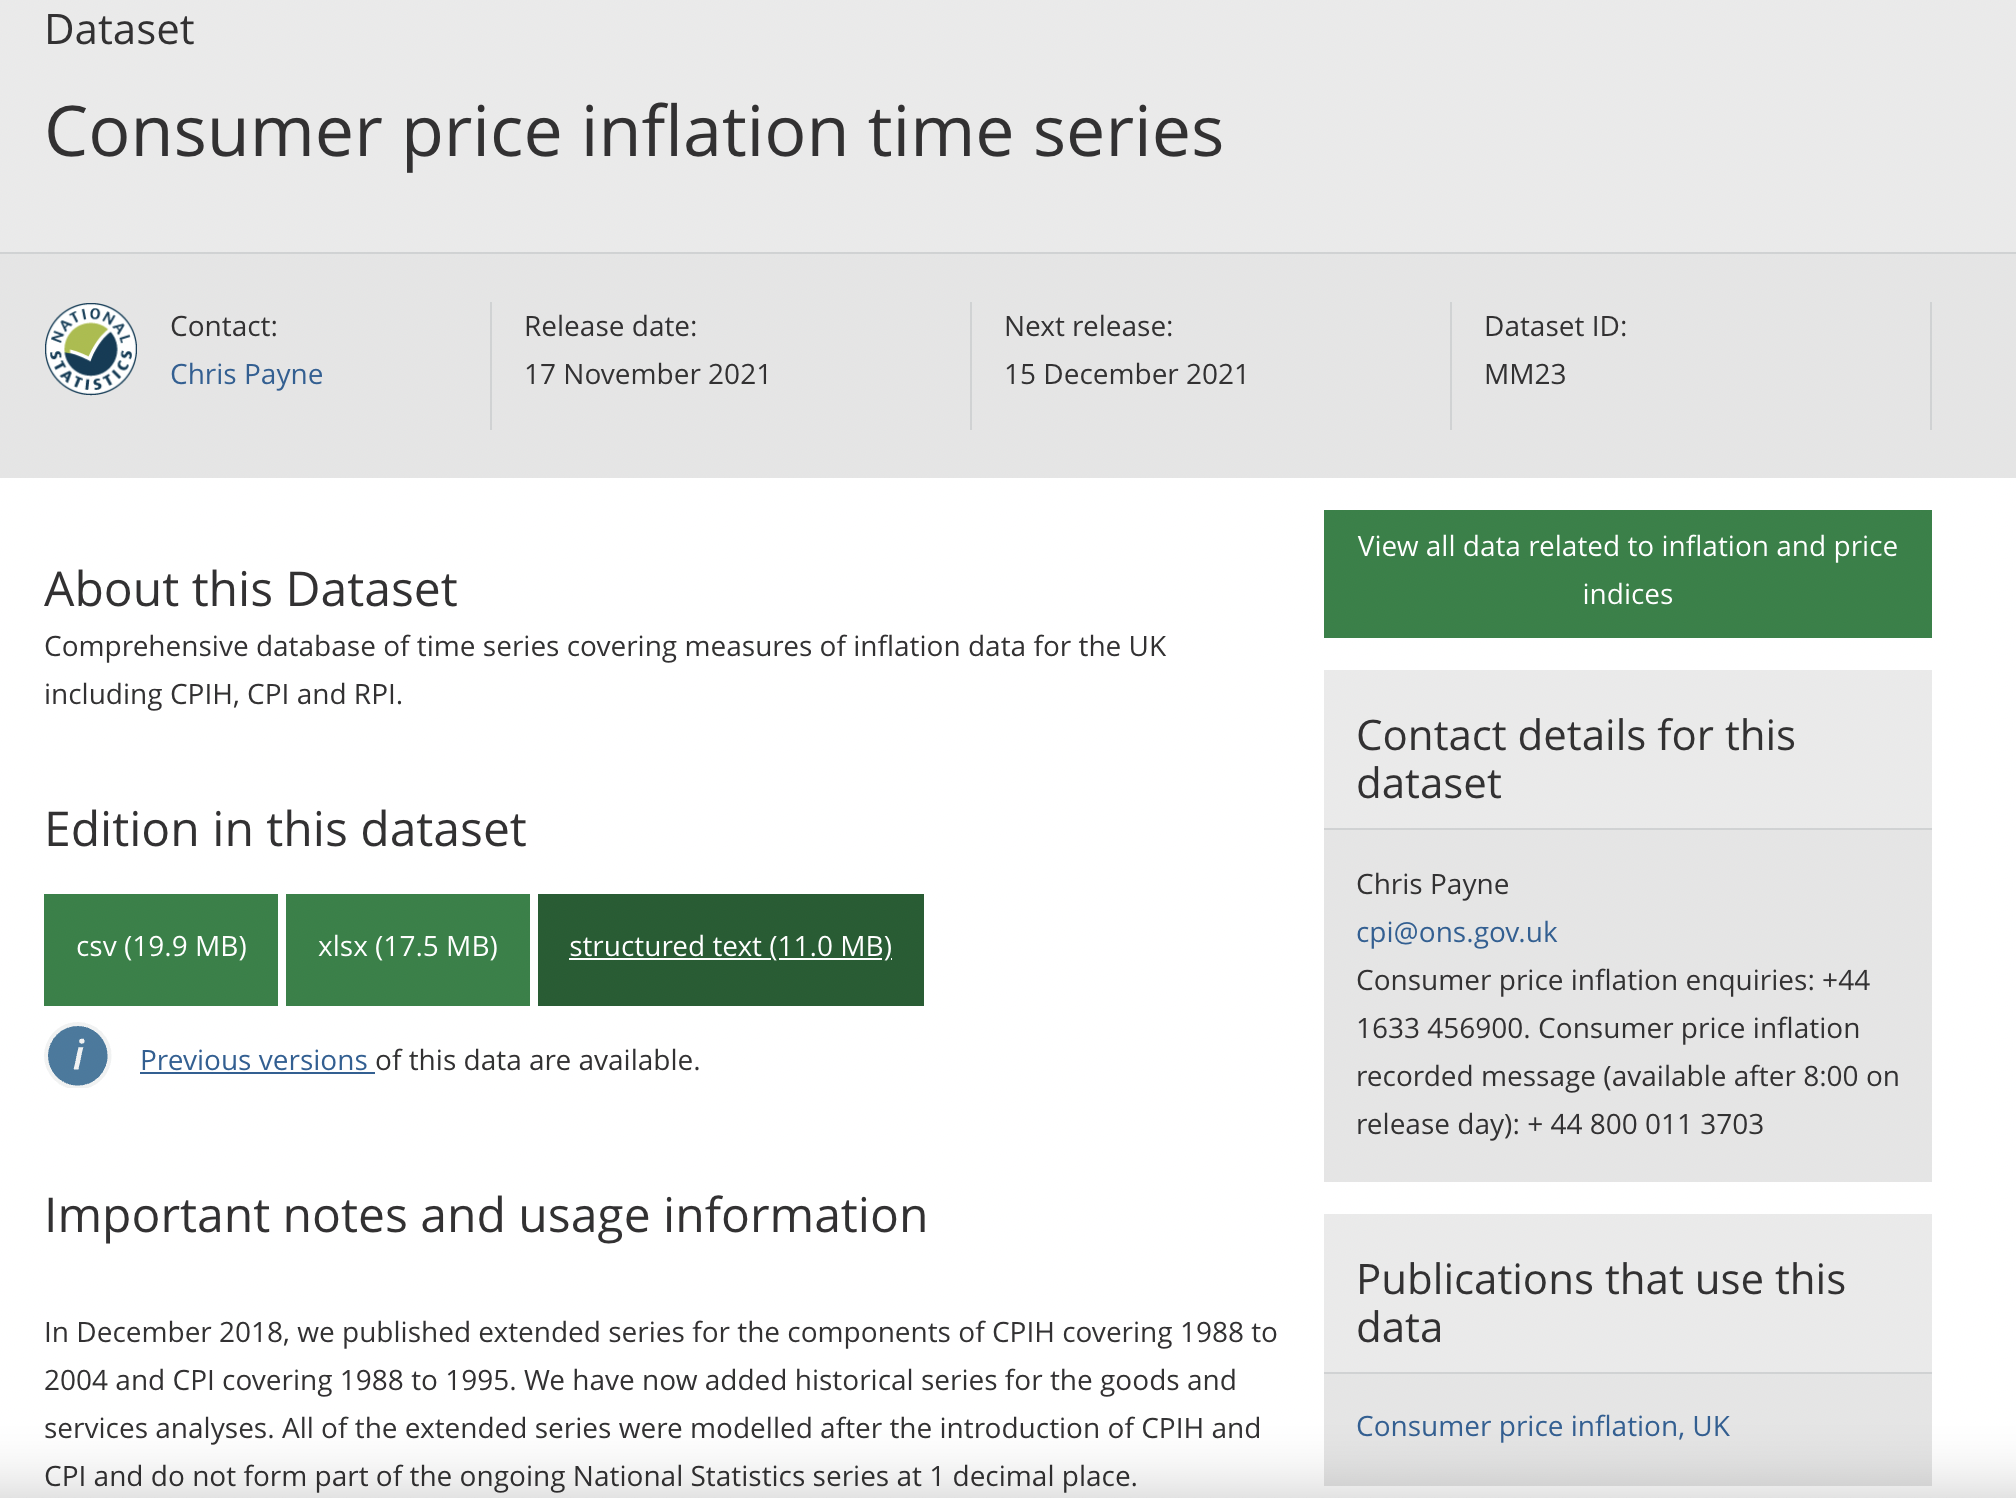 Dataset
Consumer price inflation time series
NATIONAL STATISTICS
Contact:
Chris Payne
Release date:
17 November 2021
Next release:
15 December 2021
Dataset ID:
MM23
About this Dataset
Comprehensive database of time series covering measures of inflation data for the UK
including CPIH, CPI and RPI.
Edition in this dataset
csv (19.9 MB)
xlsx (17.5 MB)
structured text (11.0 MB)
i
Previous versions of this data are available.
Important notes and usage information
In December 2018, we published extended series for the components of CPIH covering 1988 to
2004 and CPI covering 1988 to 1995. We have now added historical series for the goods and
services analyses. All of the extended series were modelled after the introduction of CPIH and
CPI and do not form part of the ongoing National Statistics series at 1 decimal place.
View all data related to inflation and price
indices
Contact details for this
dataset
Chris Payne
cpi@ons.gov.uk
Consumer price inflation enquiries: +44
1633 456900. Consumer price inflation
recorded message (available after 8:00 on
release day): + 44 800 011 3703
Publications that use this
data
Consumer price inflation, UK